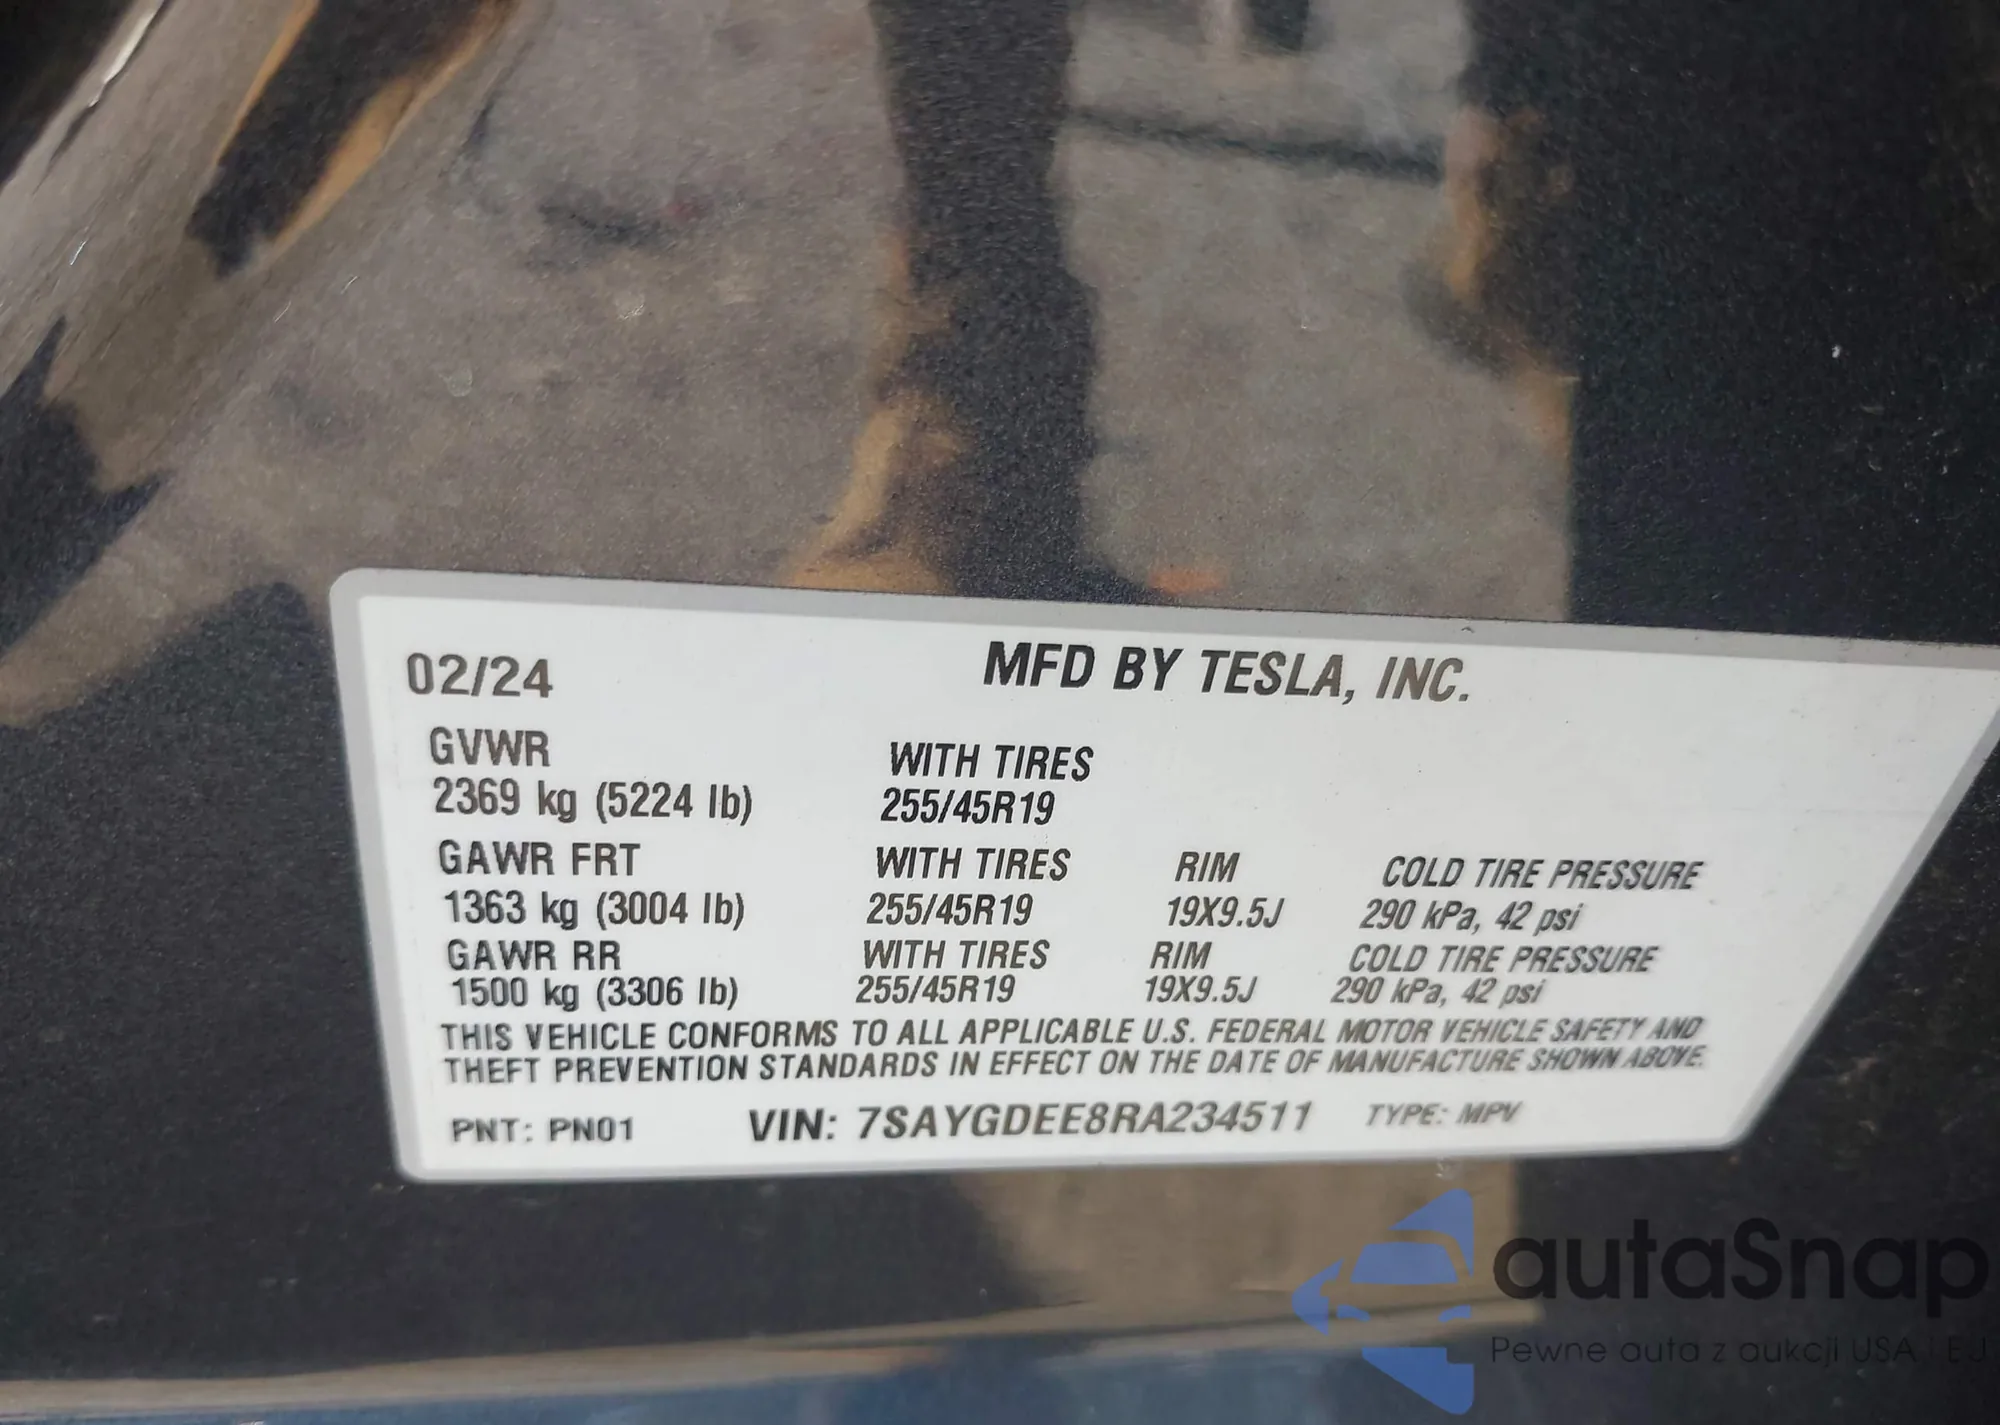 02/24 MFD BY TESLA, INC.
GVWR WITH TIRES
2369 kg (5224 lb) 255/45R19
GAWR FRT WITH TIRES RIM COLD TIRE PRESSURE
1363 kg (3004 lb) 255/45R19 19X9.5J 290 kPa, 42 psi
GAWR RR WITH TIRES RIM COLD TIRE PRESSURE
1500 kg (3306 lb) 255/45R19 19X9.5J 290 kPa, 42 psi
THIS VEHICLE CONFORMS TO ALL APPLICABLE U.S. FEDERAL MOTOR VEHICLE SAFETY AND
THEFT PREVENTION STANDARDS IN EFFECT ON THE DATE OF MANUFACTURE SHOWN ABOVE.
PNT: PN01 VIN: 7SAYGDEE8RA234511 TYPE: MPV
autaSnap
Pewne auta z aukcji USA i EU